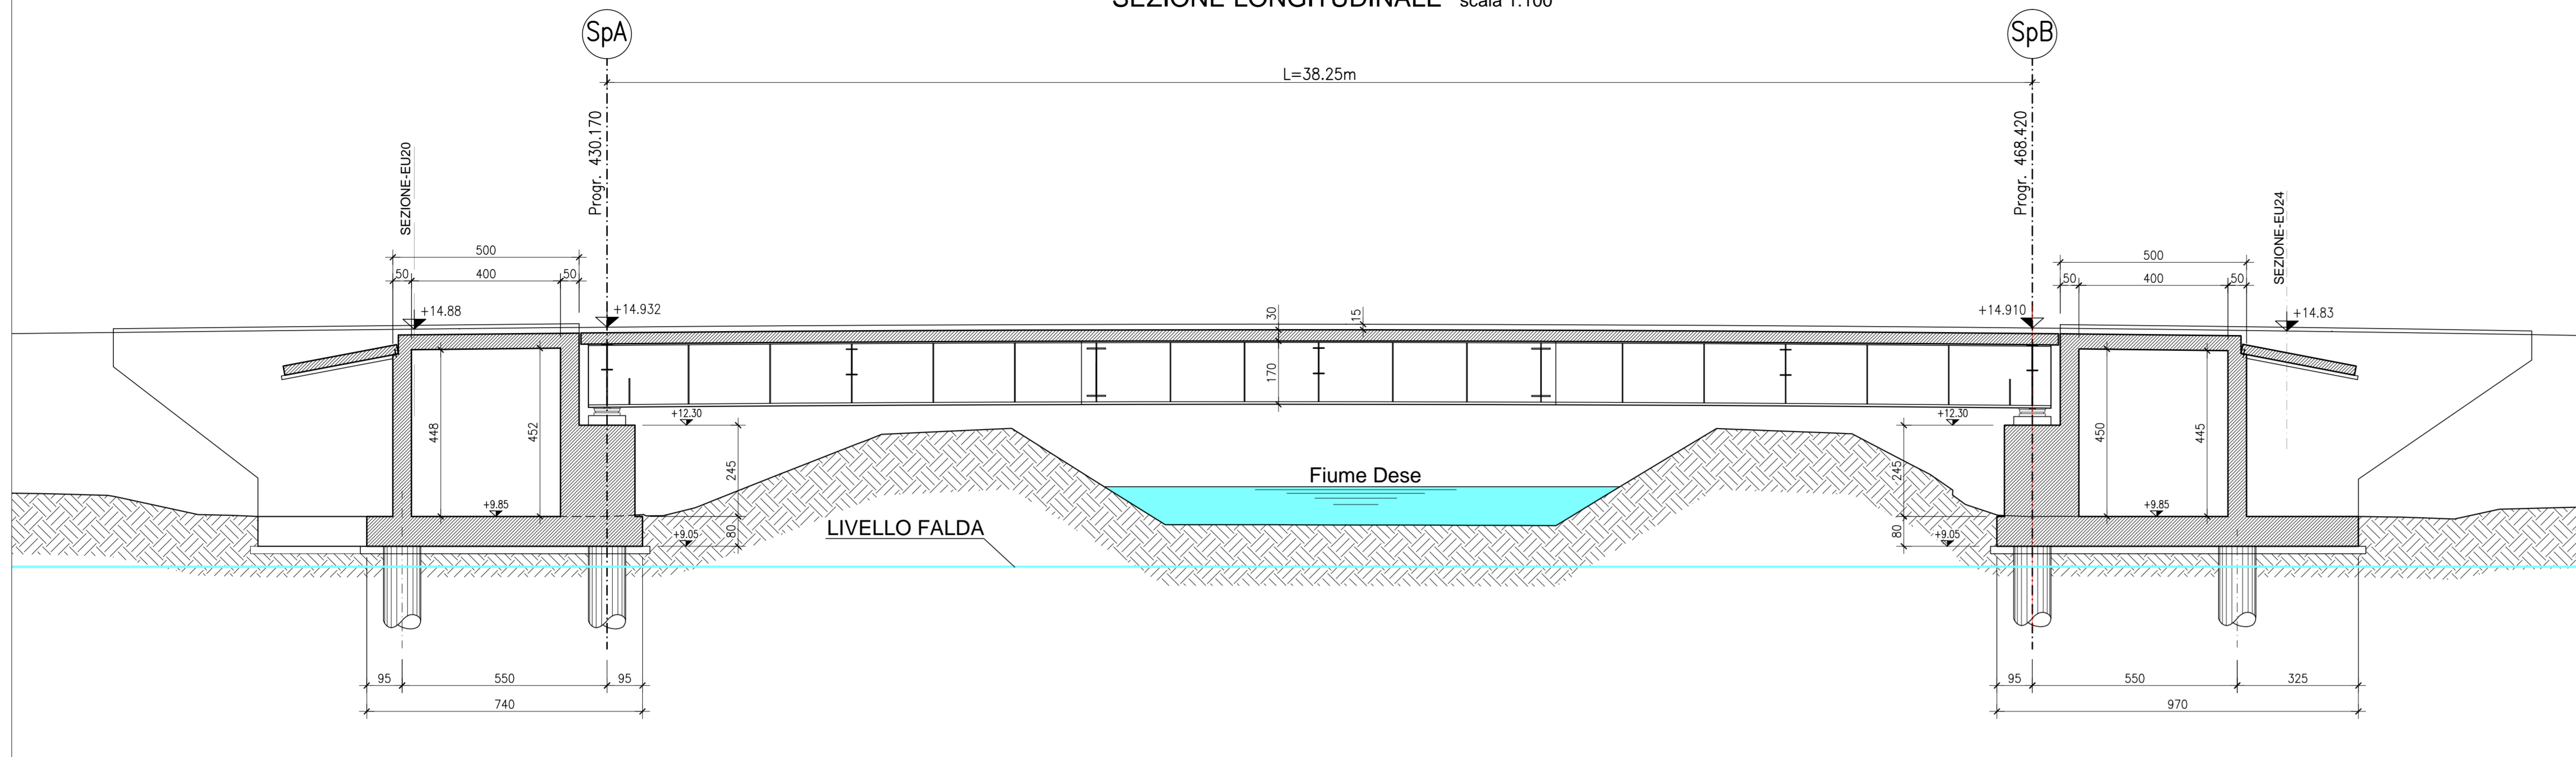 SEZIONE LONGITUDINALE scala 1:100
SpA
SpB
L=38.25m
Progr. 430.170
Progr. 468.420
SEZIONE-EU20
SEZIONE-EU24
500
50 400 50
500
50 400 50
+14.88
+14.932
30
15
+14.910
+14.83
170
+12.30
+12.30
448
452
245
Fiume Dese
245
450
445
+9.85
+9.85
LIVELLO FALDA
80
+9.05
80
+9.05
95 550 95
740
95 550 325
970